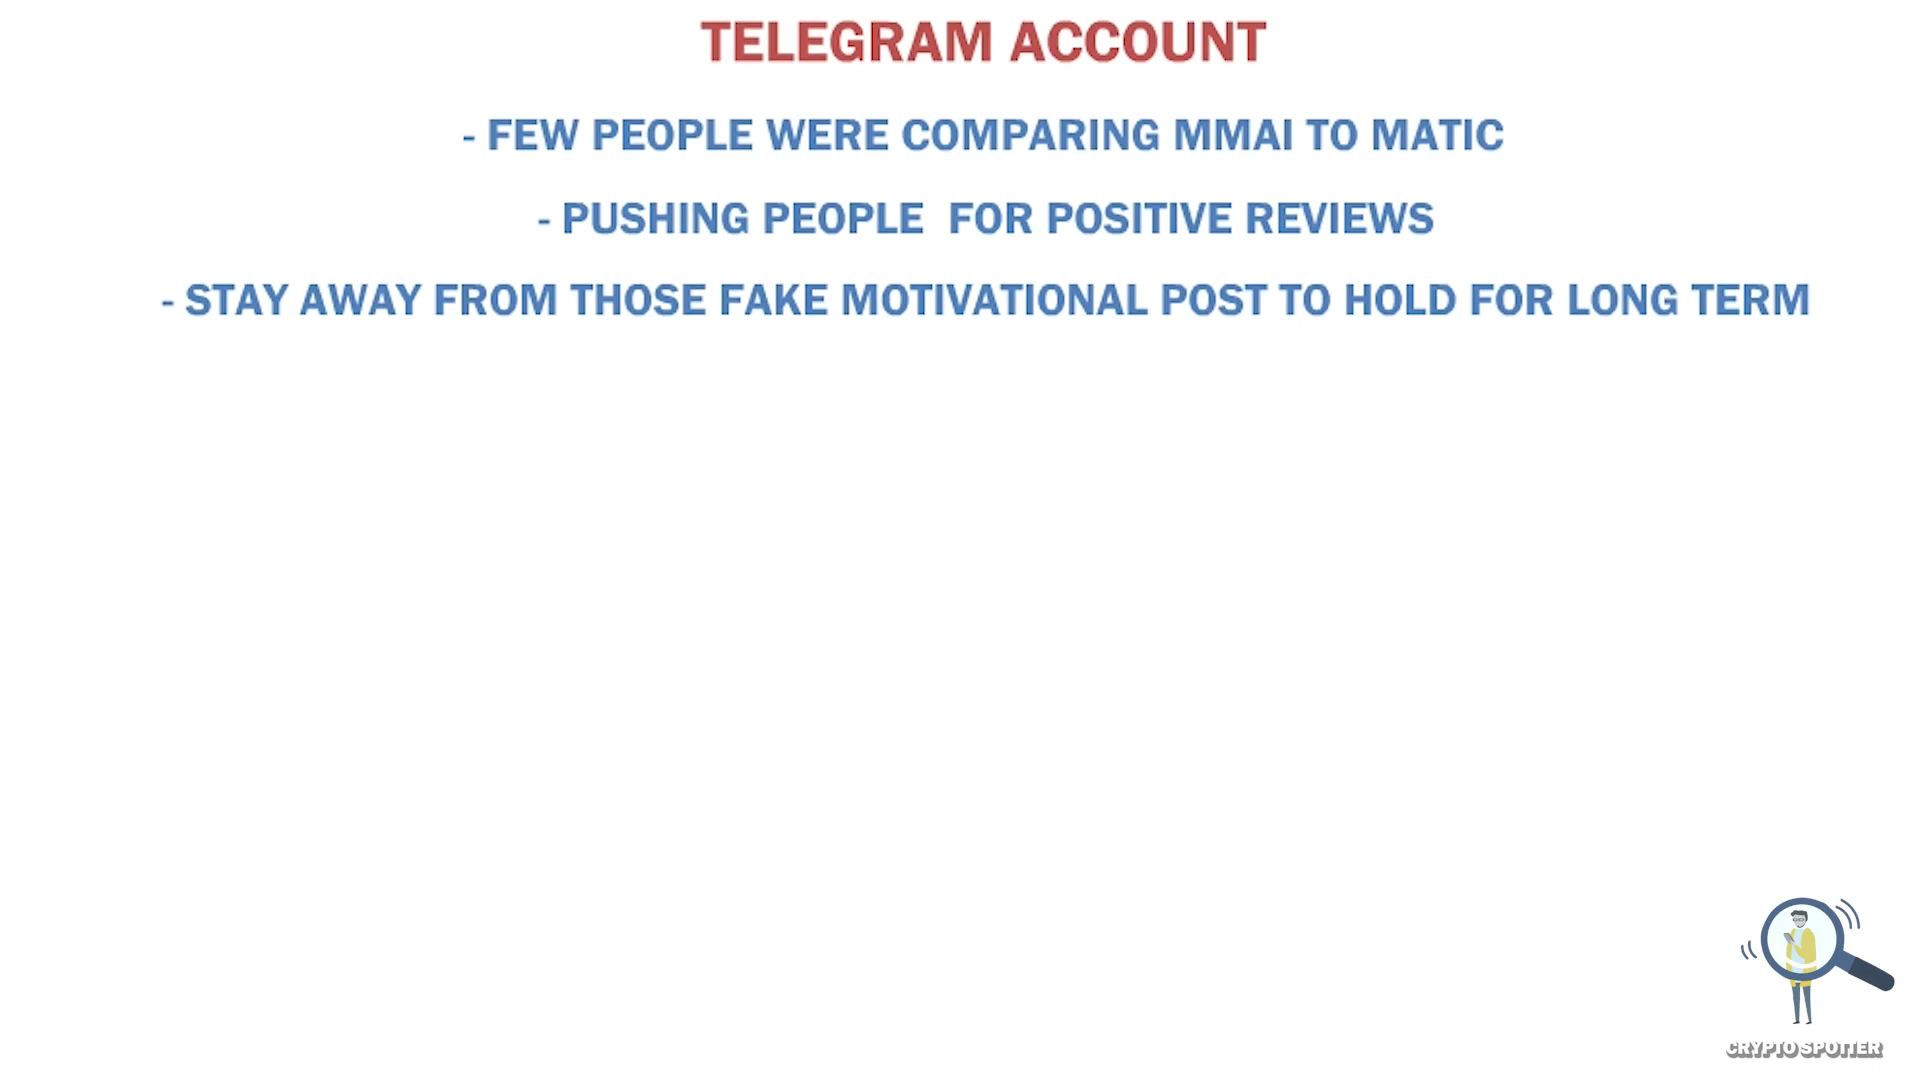 TELEGRAM ACCOUNT
- FEW PEOPLE WERE COMPARING MMAI TO MATIC
- PUSHING PEOPLE  FOR POSITIVE REVIEWS
- STAY AWAY FROM THOSE FAKE MOTIVATIONAL POST TO HOLD FOR LONG TERM
CRYPTO SPOTTER